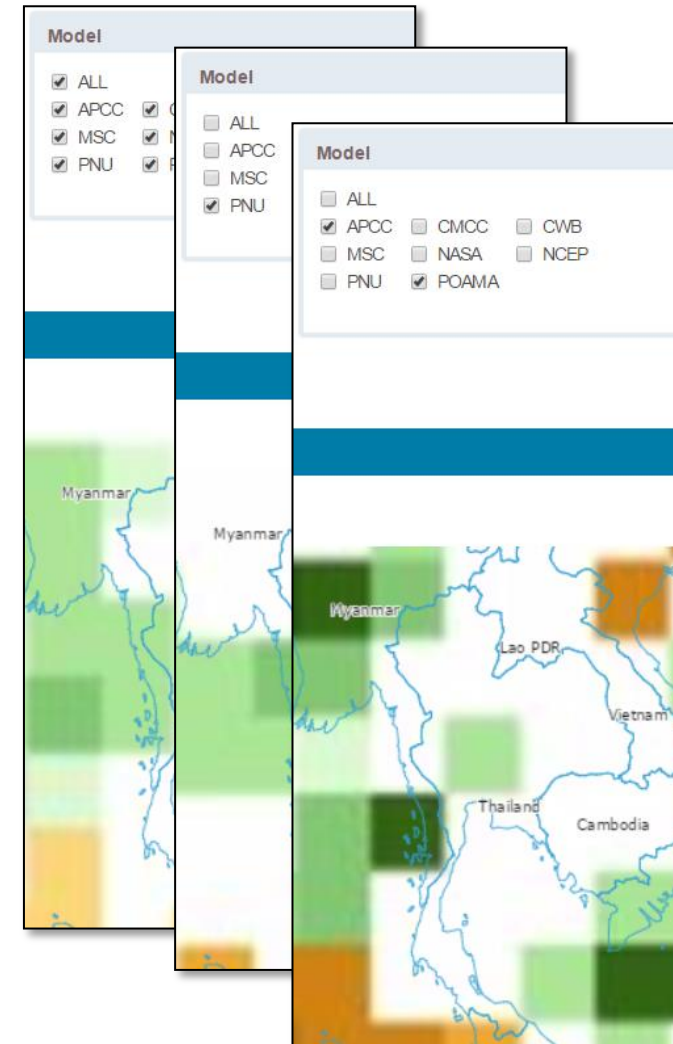 Model
ALL
APCC
MSC
PNU
Myanmar
Model
ALL
APCC
MSC
PNU
Myanmar
Model
ALL
APCC CMCC CWB
MSC NASA NCEP
PNU POAMA
Myanmar
Lao PDR
Vietnam
Thailand
Cambodia